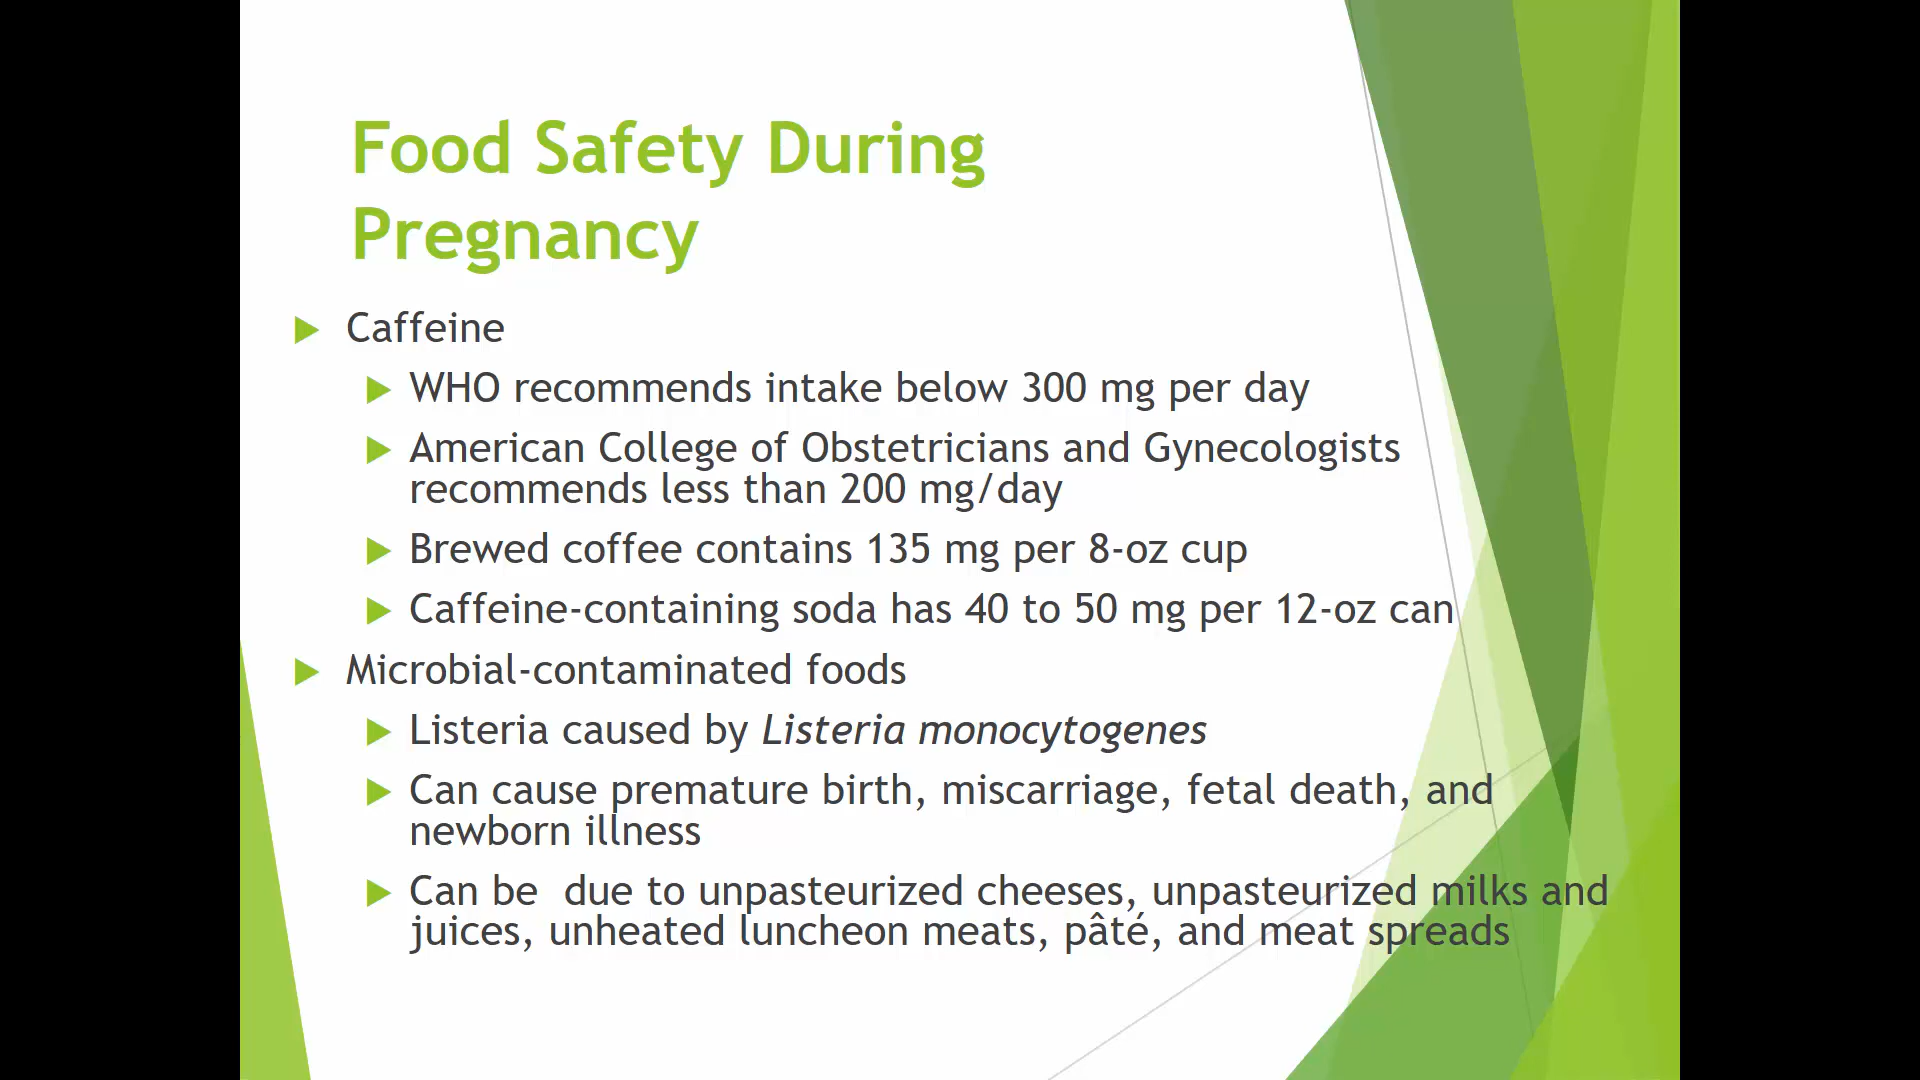 Food Safety During
Pregnancy
Caffeine
WHO recommends intake below 300 mg per day
American College of Obstetricians and Gynecologists
recommends less than 200 mg/day
Brewed coffee contains 135 mg per 8-oz cup
Caffeine-containing soda has 40 to 50 mg per 12-oz can
Microbial-contaminated foods
Listeria caused by Listeria monocytogenes
Can cause premature birth, miscarriage, fetal death, and
newborn illness
Can be  due to unpasteurized cheeses, unpasteurized milks and
juices, unheated luncheon meats, pâté, and meat spreads